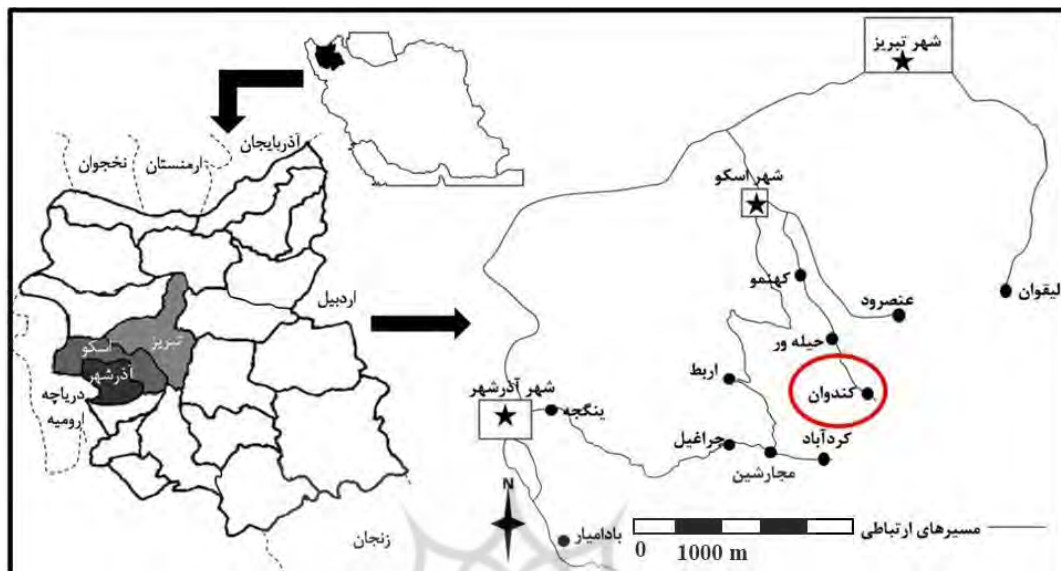 شهر تبریز
آذربایجان
ارمنستان
نخجوان
شهر اسکو
کهنمو
لیقوان
اردبیل
عنصرود
تبریز
حیله ور
اسکو
اربط
آذرشهر
شهر آذرشهر
کندوان
دریاچه
ارومیه
ینگجه
چراغیل
کردآباد
مجارشین
N
زنجان
بادامیار
مسیرهای ارتباطی
0 1000 m